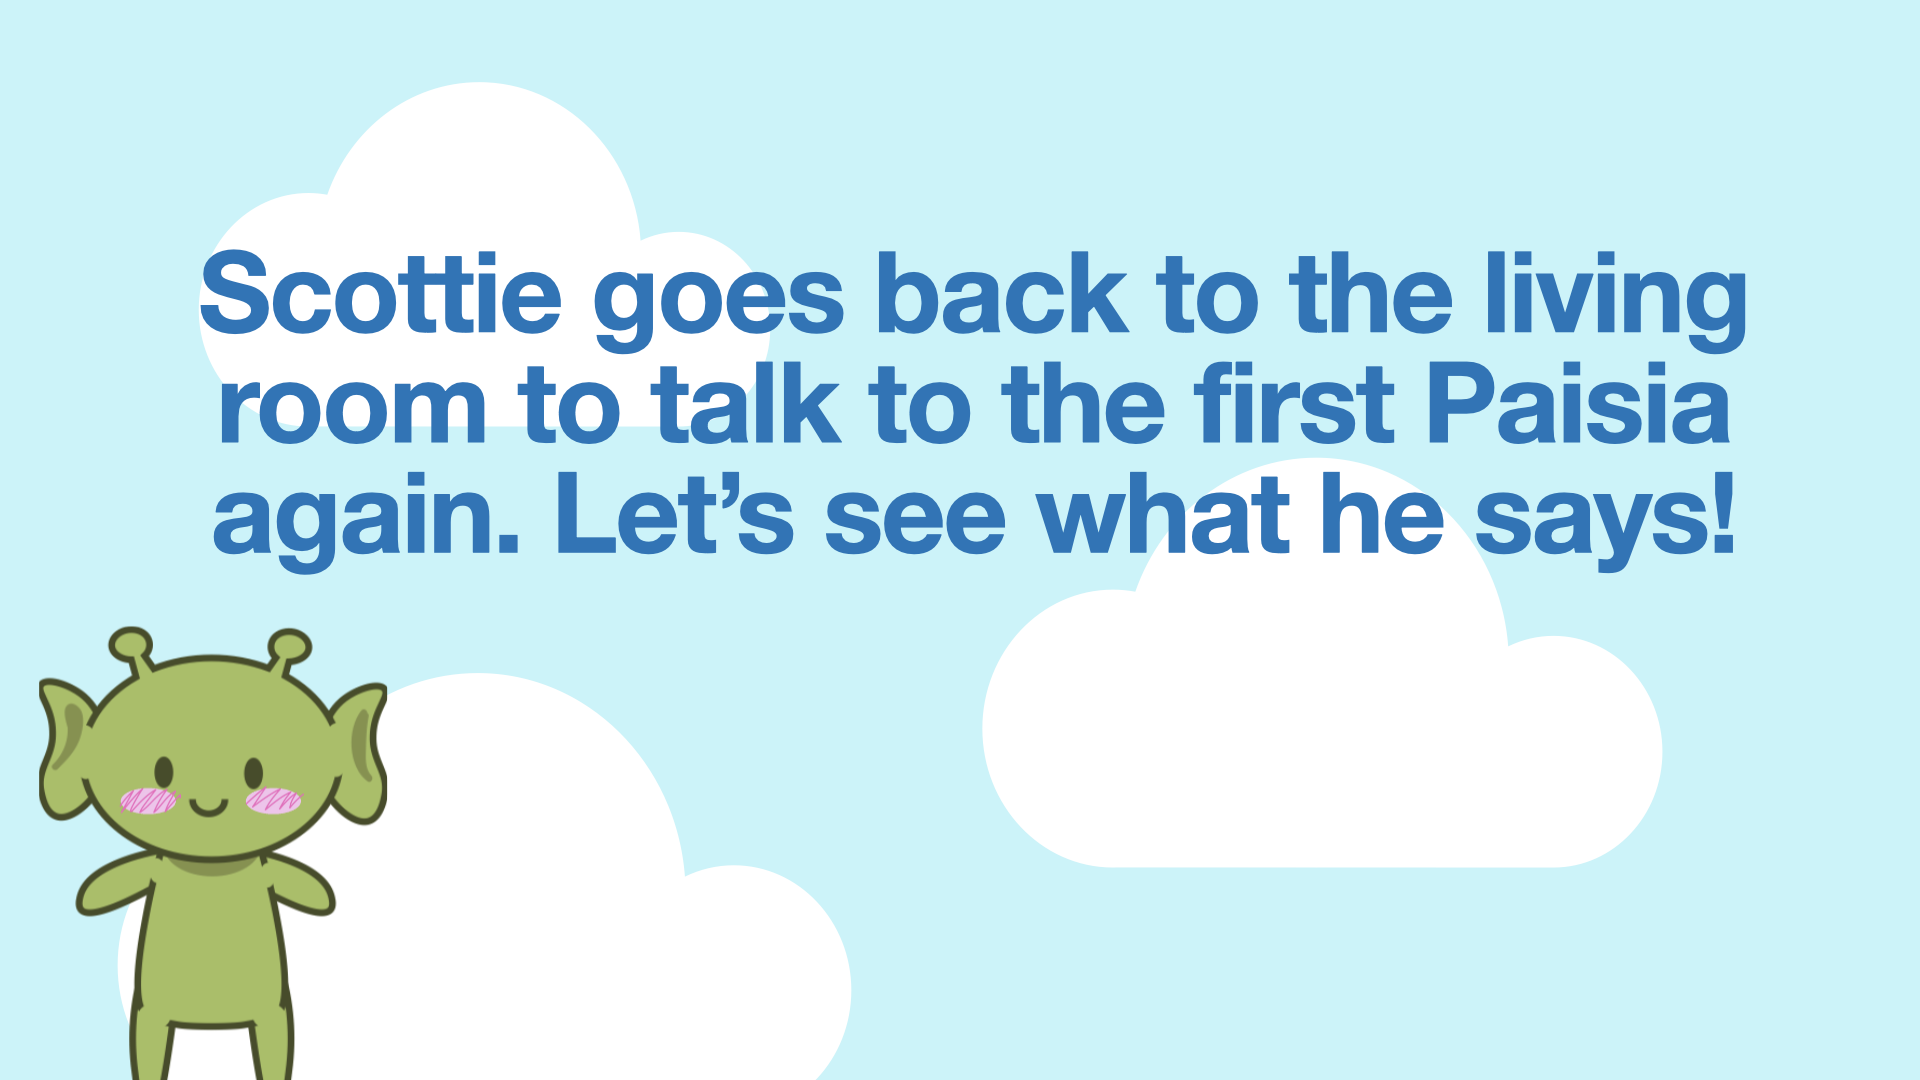 Scottie goes back to the living
room to talk to the first Paisia
again. Let’s see what he says!